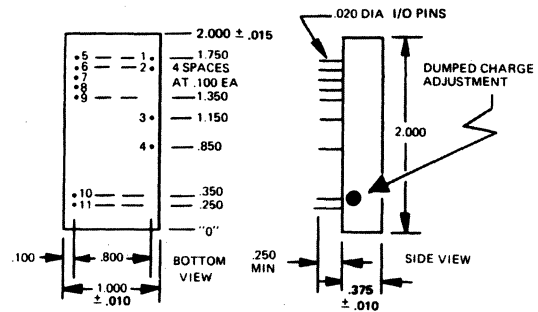 .020 DIA I/O PINS
2.000 ± .015
5 1 1.750
6 2 4 SPACES
7 AT .100 EA
8
9 1.350
3 1.150
4 .850
10 .350
11 .250
"0"
.100 .800 BOTTOM
VIEW
1.000
± .010
DUMPED CHARGE
ADJUSTMENT
2.000
.250
MIN
SIDE VIEW
.375
± .010